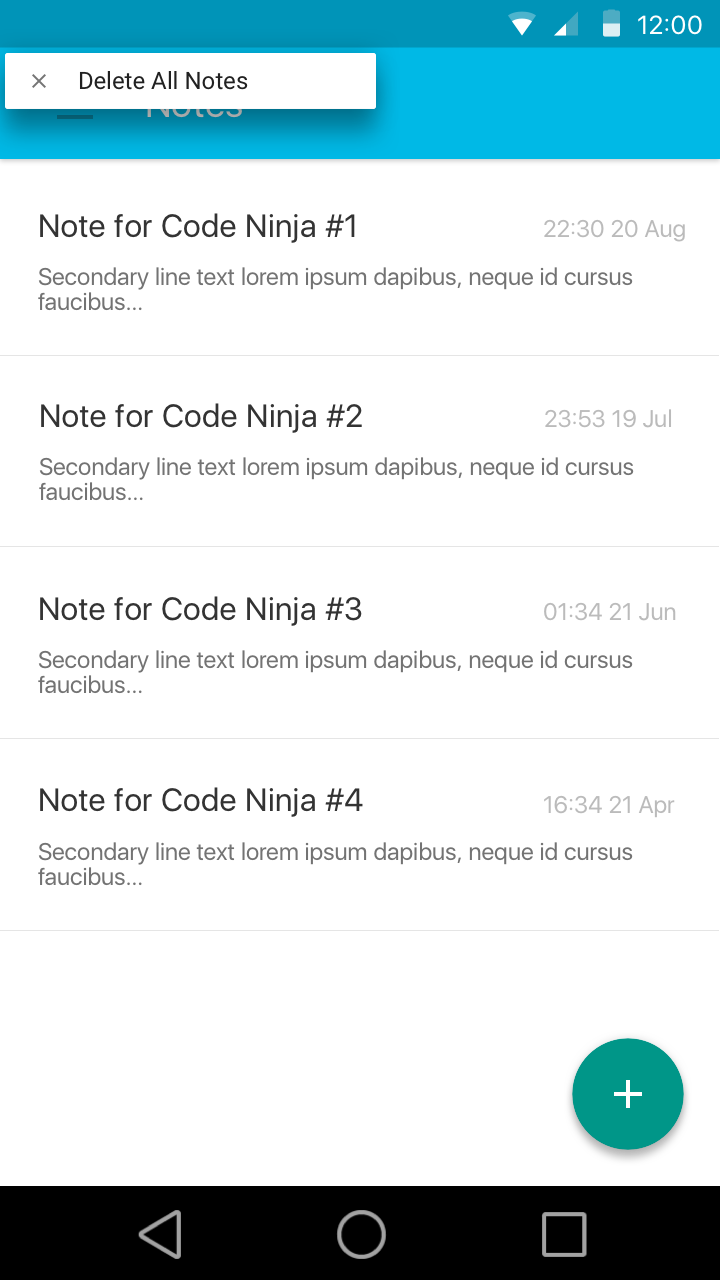 12:00
Delete All Notes
Notes
Note for Code Ninja #1
22:30 20 Aug
Secondary line text lorem ipsum dapibus, neque id cursus
faucibus...
Note for Code Ninja #2
23:53 19 Jul
Secondary line text lorem ipsum dapibus, neque id cursus
faucibus...
Note for Code Ninja #3
01:34 21 Jun
Secondary line text lorem ipsum dapibus, neque id cursus
faucibus...
Note for Code Ninja #4
16:34 21 Apr
Secondary line text lorem ipsum dapibus, neque id cursus
faucibus...